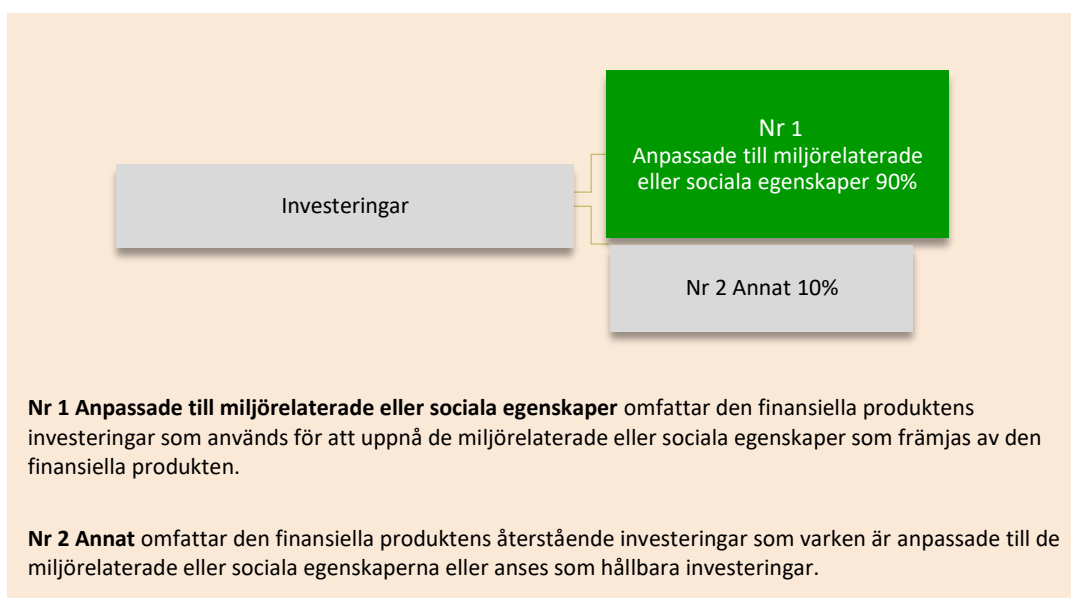 Nr 1
Anpassade till miljörelaterade
eller sociala egenskaper 90%
Investeringar
Nr 2 Annat 10%
Nr 1 Anpassade till miljörelaterade eller sociala egenskaper omfattar den finansiella produktens
investeringar som används för att uppnå de miljörelaterade eller sociala egenskaper som främjas av den
finansiella produkten.
Nr 2 Annat omfattar den finansiella produktens återstående investeringar som varken är anpassade till de
miljörelaterade eller sociala egenskaperna eller anses som hållbara investeringar.